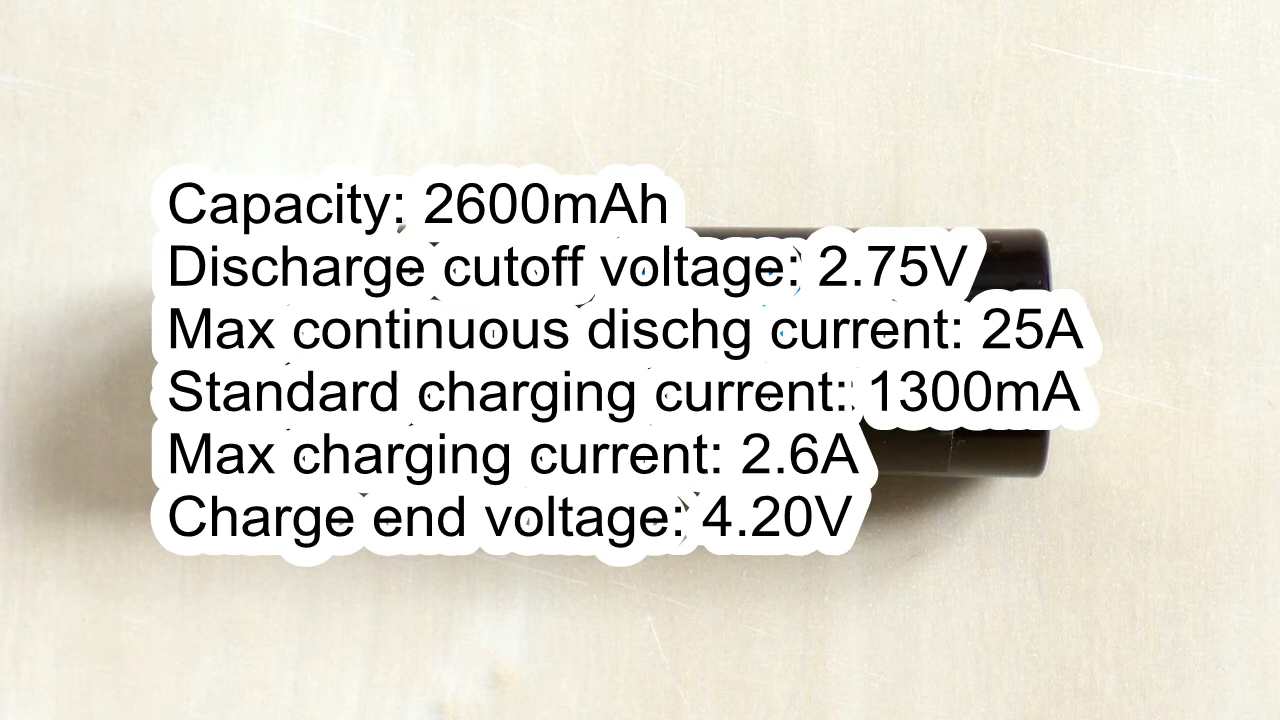 Capacity: 2600mAh
Discharge cutoff voltage: 2.75V
Max continuous dischg current: 25A
Standard charging current: 1300mA
Max charging current: 2.6A
Charge end voltage: 4.20V